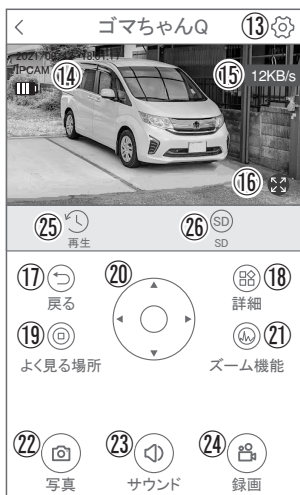 ゴマちゃんQ ⑬
IPCAM
⑭
⑮ 12KB/s
⑯
㉕ 再生
㉖ SD
SD
⑰ 戻る
⑳
⑱ 詳細
⑲ よく見る場所
㉑ ズーム機能
㉒ 写真
㉓ サウンド
㉔ 録画